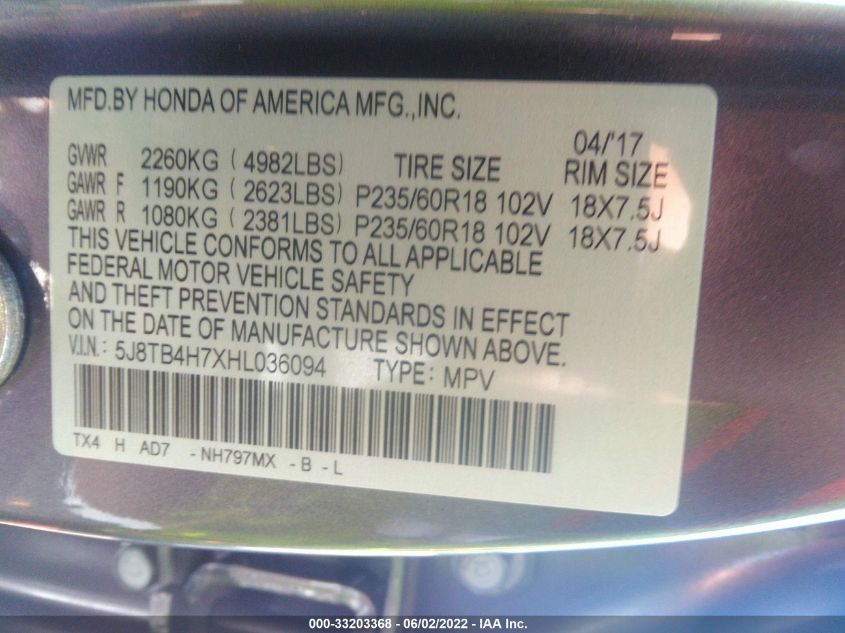 MFD.BY HONDA OF AMERICA MFG.,INC.
04/'17
GVWR 2260KG ( 4982LBS) TIRE SIZE RIM SIZE
GAWR F 1190KG ( 2623LBS) P235/60R18 102V 18X7.5J
GAWR R 1080KG ( 2381LBS) P235/60R18 102V 18X7.5J
THIS VEHICLE CONFORMS TO ALL APPLICABLE
FEDERAL MOTOR VEHICLE SAFETY
AND THEFT PREVENTION STANDARDS IN EFFECT
ON THE DATE OF MANUFACTURE SHOWN ABOVE.
V.I.N: 5J8TB4H7XHL036094 TYPE: MPV
TX4 H AD7 -NH797MX -B -L
000-33203368 - 06/02/2022 - IAA Inc.